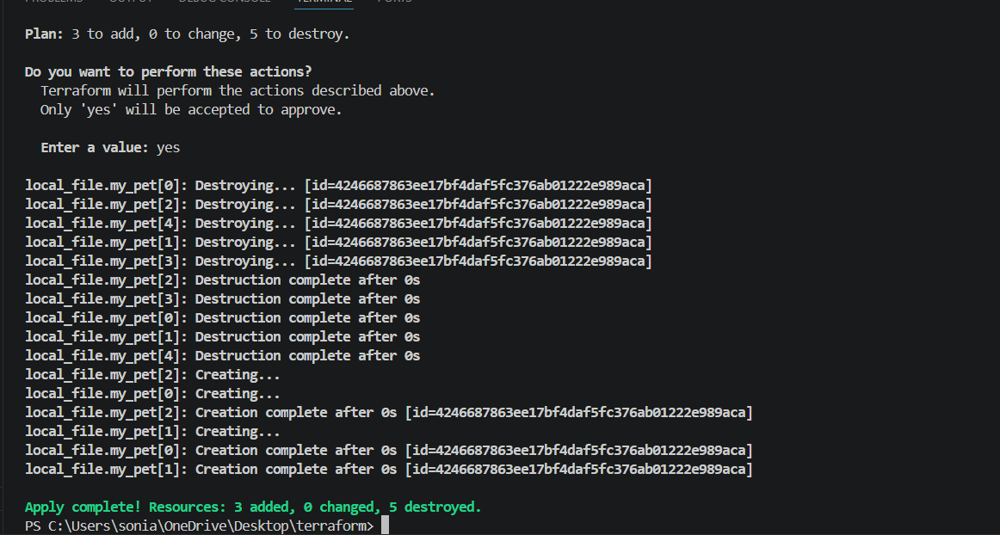 PROBLEMS OUTPUT DEBUG CONSOLE TERMINAL PORTS
Plan: 3 to add, 0 to change, 5 to destroy.
Do you want to perform these actions?
Terraform will perform the actions described above.
Only 'yes' will be accepted to approve.
Enter a value: yes
local_file.my_pet[0]: Destroying... [id=4246687863ee17bf4daf5fc376ab01222e989aca]
local_file.my_pet[2]: Destroying... [id=4246687863ee17bf4daf5fc376ab01222e989aca]
local_file.my_pet[4]: Destroying... [id=4246687863ee17bf4daf5fc376ab01222e989aca]
local_file.my_pet[1]: Destroying... [id=4246687863ee17bf4daf5fc376ab01222e989aca]
local_file.my_pet[3]: Destroying... [id=4246687863ee17bf4daf5fc376ab01222e989aca]
local_file.my_pet[2]: Destruction complete after 0s
local_file.my_pet[3]: Destruction complete after 0s
local_file.my_pet[0]: Destruction complete after 0s
local_file.my_pet[1]: Destruction complete after 0s
local_file.my_pet[4]: Destruction complete after 0s
local_file.my_pet[2]: Creating...
local_file.my_pet[0]: Creating...
local_file.my_pet[2]: Creation complete after 0s [id=4246687863ee17bf4daf5fc376ab01222e989aca]
local_file.my_pet[1]: Creating...
local_file.my_pet[0]: Creation complete after 0s [id=4246687863ee17bf4daf5fc376ab01222e989aca]
local_file.my_pet[1]: Creation complete after 0s [id=4246687863ee17bf4daf5fc376ab01222e989aca]
Apply complete! Resources: 3 added, 0 changed, 5 destroyed.
PS C:\Users\sonia\OneDrive\Desktop\terraform>